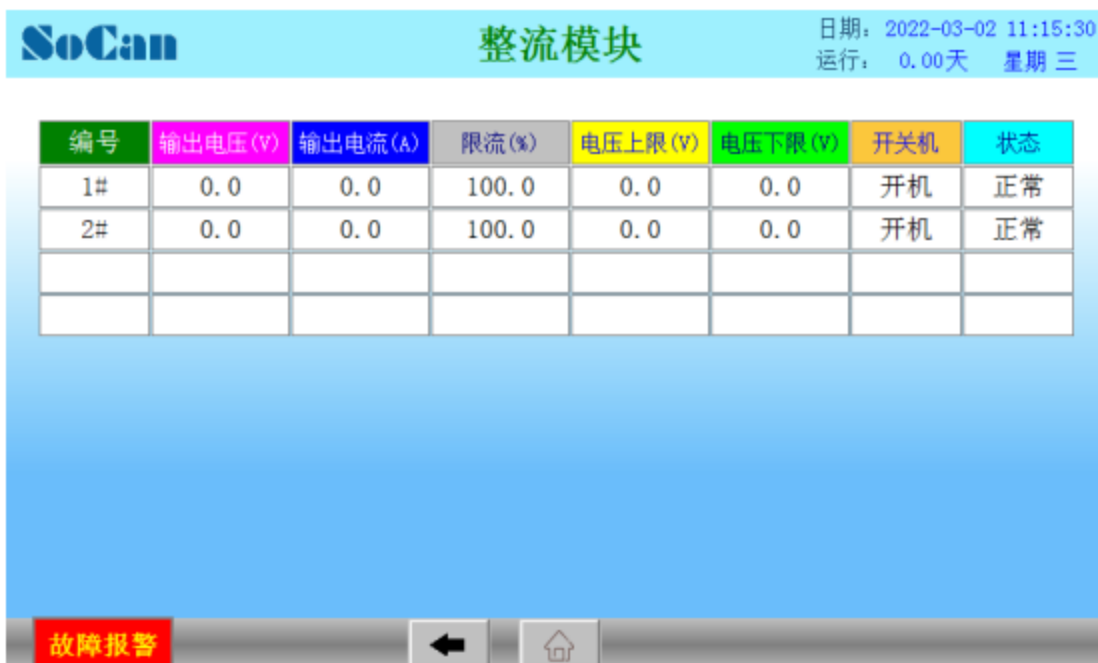 SoCan 整流模块 日期: 2022-03-02 11:15:30
运行: 0.00天 星期 三
编号 输出电压(V) 输出电流(A) 限流(%) 电压上限(V) 电压下限(V) 开关机 状态
1# 0.0 0.0 100.0 0.0 0.0 开机 正常
2# 0.0 0.0 100.0 0.0 0.0 开机 正常
故障报警